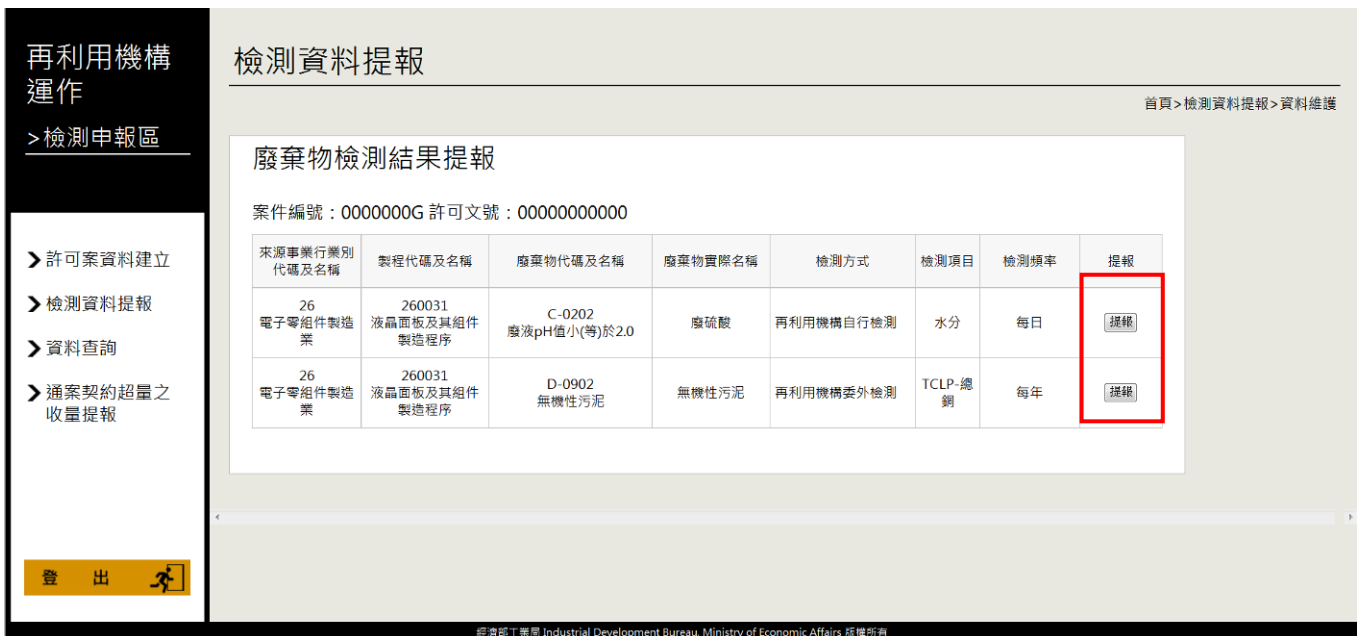 再利用機構
運作
>檢測申報區
許可案資料建立
檢測資料提報
資料查詢
通案契約超量之
收量提報
登 出
檢測資料提報
首頁>檢測資料提報>資料維護
廢棄物檢測結果提報
案件編號：0000000G 許可文號：00000000000
來源事業行業別
代碼及名稱
製程代碼及名稱
廢棄物代碼及名稱
廢棄物實際名稱
檢測方式
檢測項目
檢測頻率
提報
26
電子零組件製造
業
260031
液晶面板及其組件
製造程序
C-0202
廢液pH值小(等)於2.0
廢硫酸
再利用機構自行檢測
水分
每日
提報
26
電子零組件製造
業
260031
液晶面板及其組件
製造程序
D-0902
無機性污泥
無機性污泥
再利用機構委外檢測
TCLP-總
銅
每年
提報
經濟部工業局 Industrial Development Bureau, Ministry of Economic Affairs 版權所有